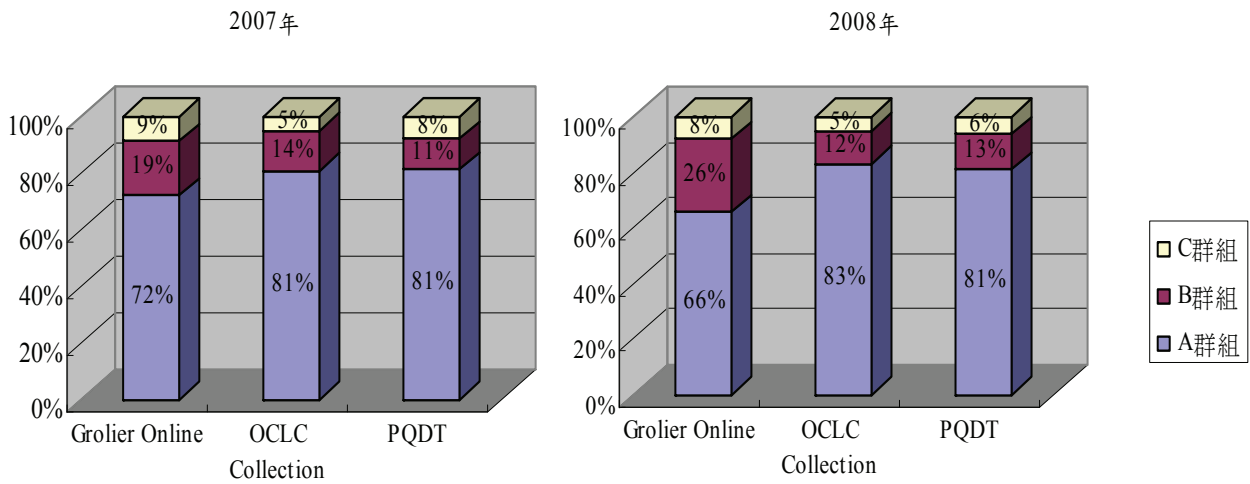 2007年
100%
80%
60%
40%
20%
0%
9%
5%
8%
19%
14%
11%
72%
81%
81%
Grolier Online
OCLC
PQDT
Collection
2008年
100%
80%
60%
40%
20%
0%
8%
5%
6%
26%
12%
13%
66%
83%
81%
Grolier Online
OCLC
PQDT
Collection
C群組
B群組
A群組